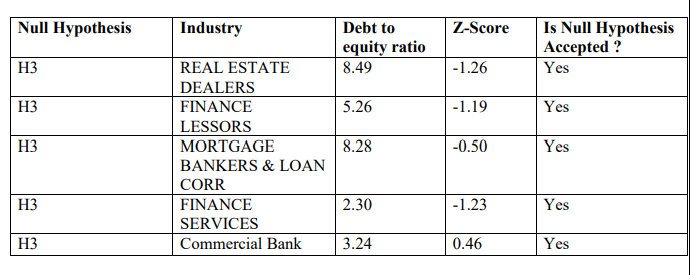 Null Hypothesis Industry Debt to Z-Score Is Null Hypothesis
equity ratio Accepted ?
H3 REAL ESTATE 8.49 -1.26 Yes
DEALERS
H3 FINANCE 5.26 -1.19 Yes
LESSORS
H3 MORTGAGE 8.28 -0.50 Yes
BANKERS & LOAN
CORR
H3 FINANCE 2.30 -1.23 Yes
SERVICES
H3 Commercial Bank 3.24 0.46 Yes